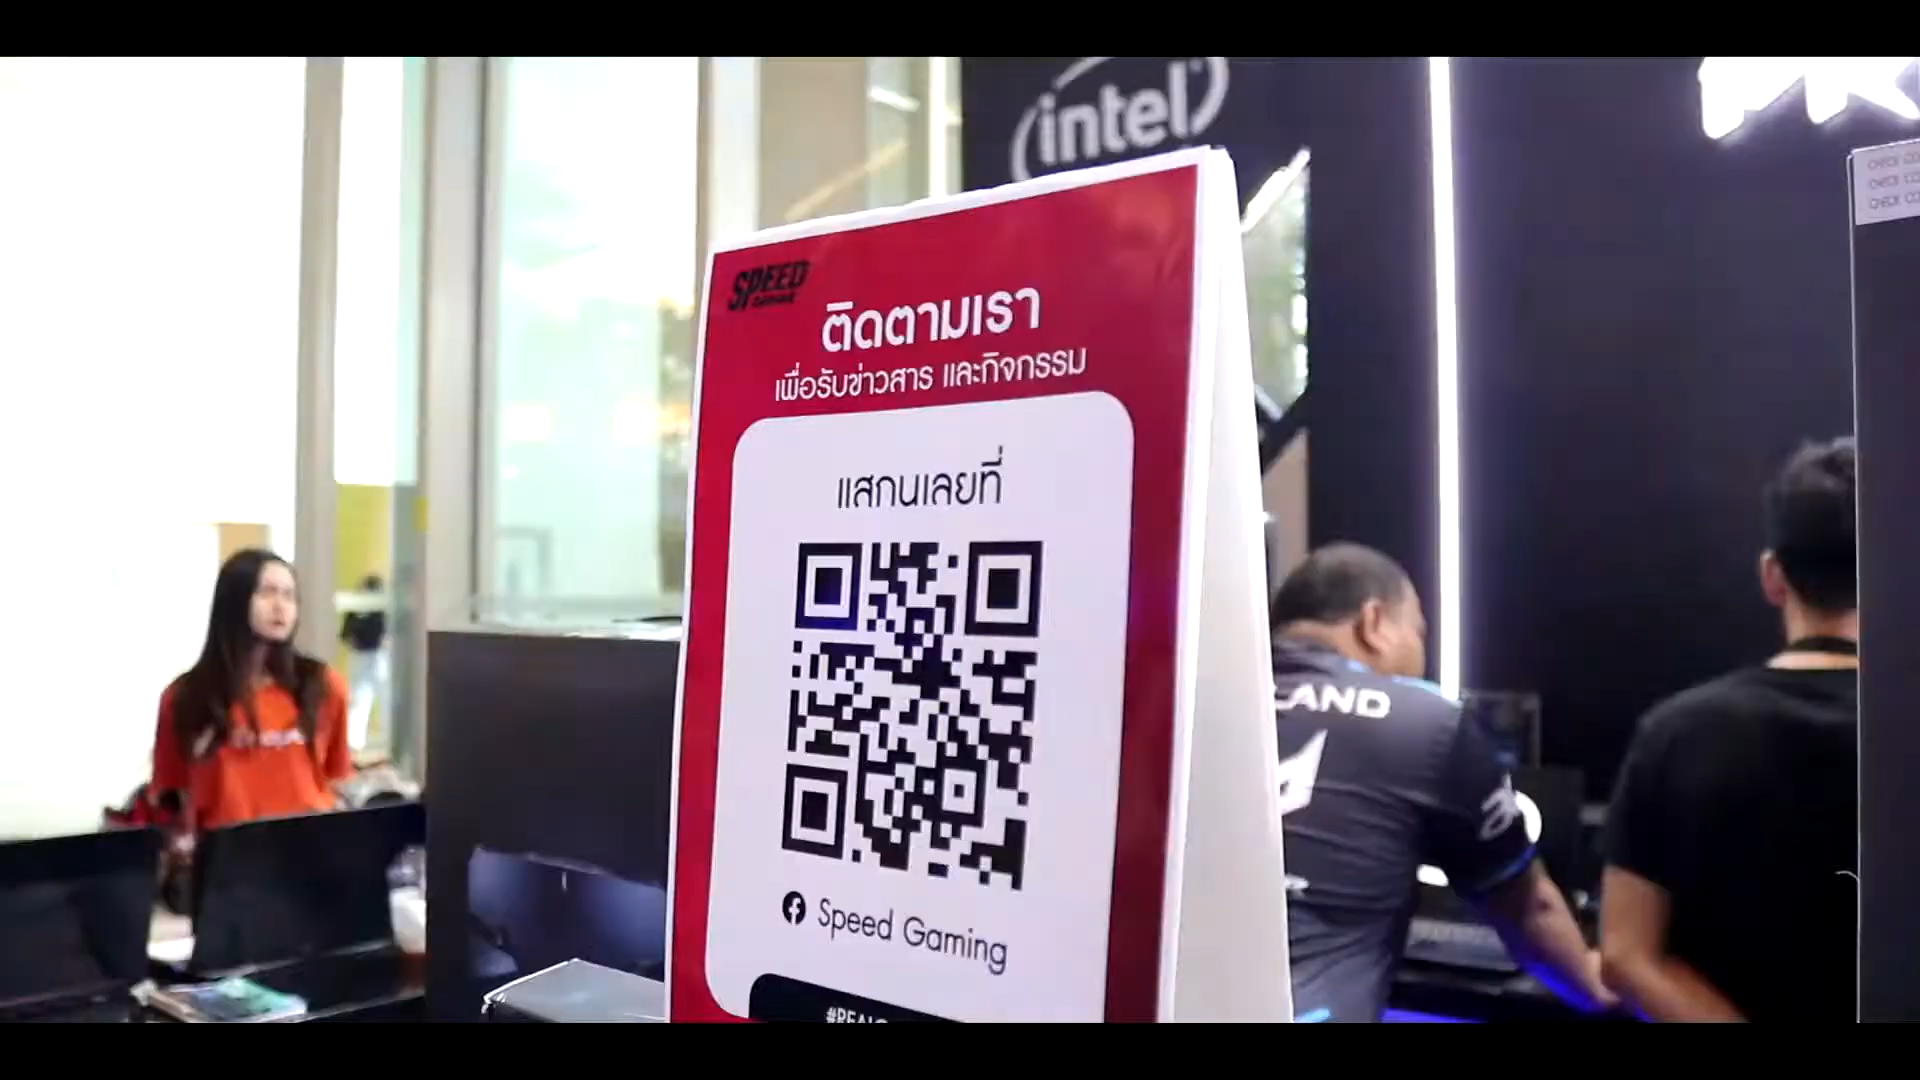 intel
SPEED
GAMING
ติดตามเรา
เพื่อรับข่าวสาร และกิจกรรม
แสกนเลยที่
Speed Gaming
LAND